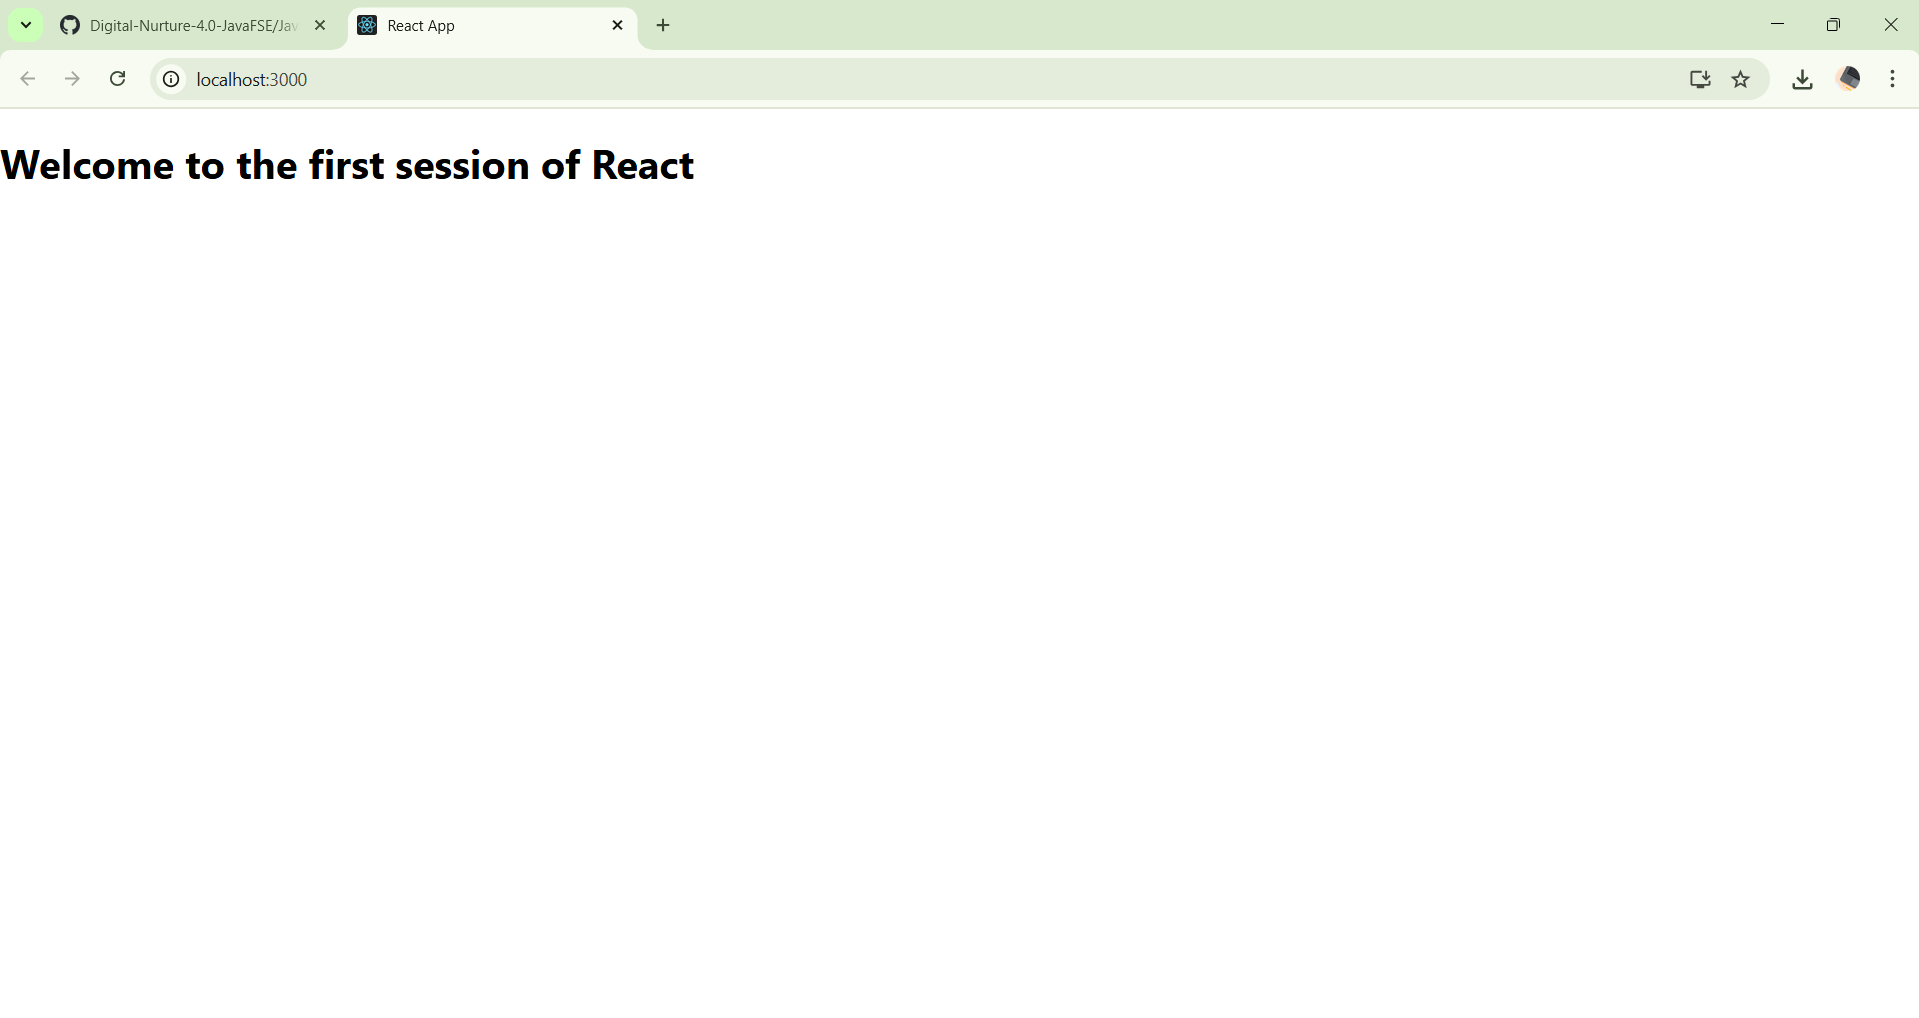 Digital-Nurture-4.0-JavaFSE/Jav
React App
localhost:3000
Welcome to the first session of React